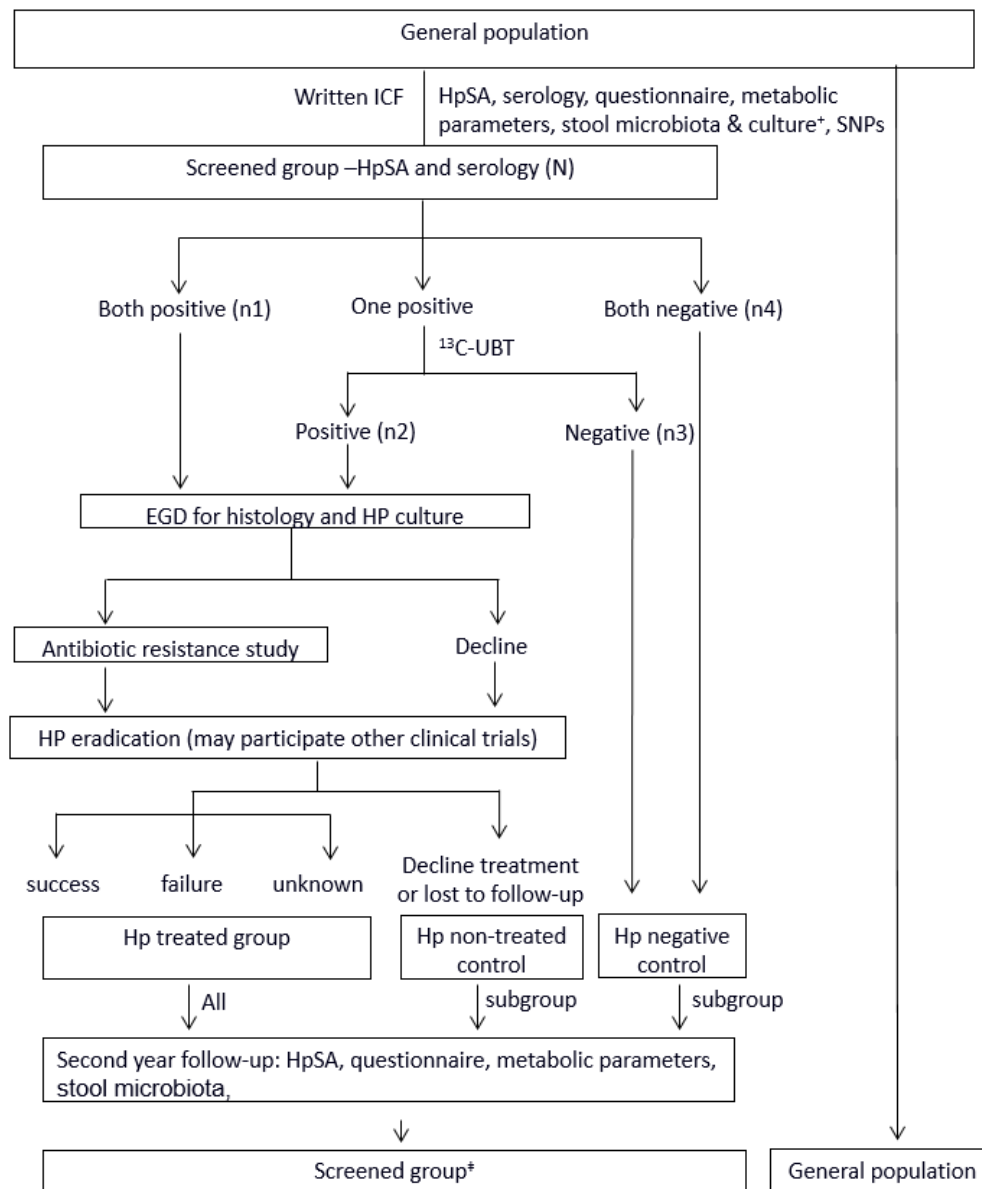 General population
Written ICF
HpSA, serology, questionnaire, metabolic
parameters, stool microbiota & culture⁺, SNPs
Screened group –HpSA and serology (N)
Both positive (n1)
One positive
Both negative (n4)
¹³C-UBT
Positive (n2)
Negative (n3)
EGD for histology and HP culture
Antibiotic resistance study
Decline
HP eradication (may participate other clinical trials)
success
failure
unknown
Decline treatment
or lost to follow-up
Hp treated group
Hp non-treated
control
Hp negative
control
All
subgroup
subgroup
Second year follow-up: HpSA, questionnaire, metabolic parameters,
stool microbiota,
Screened group‡
General population